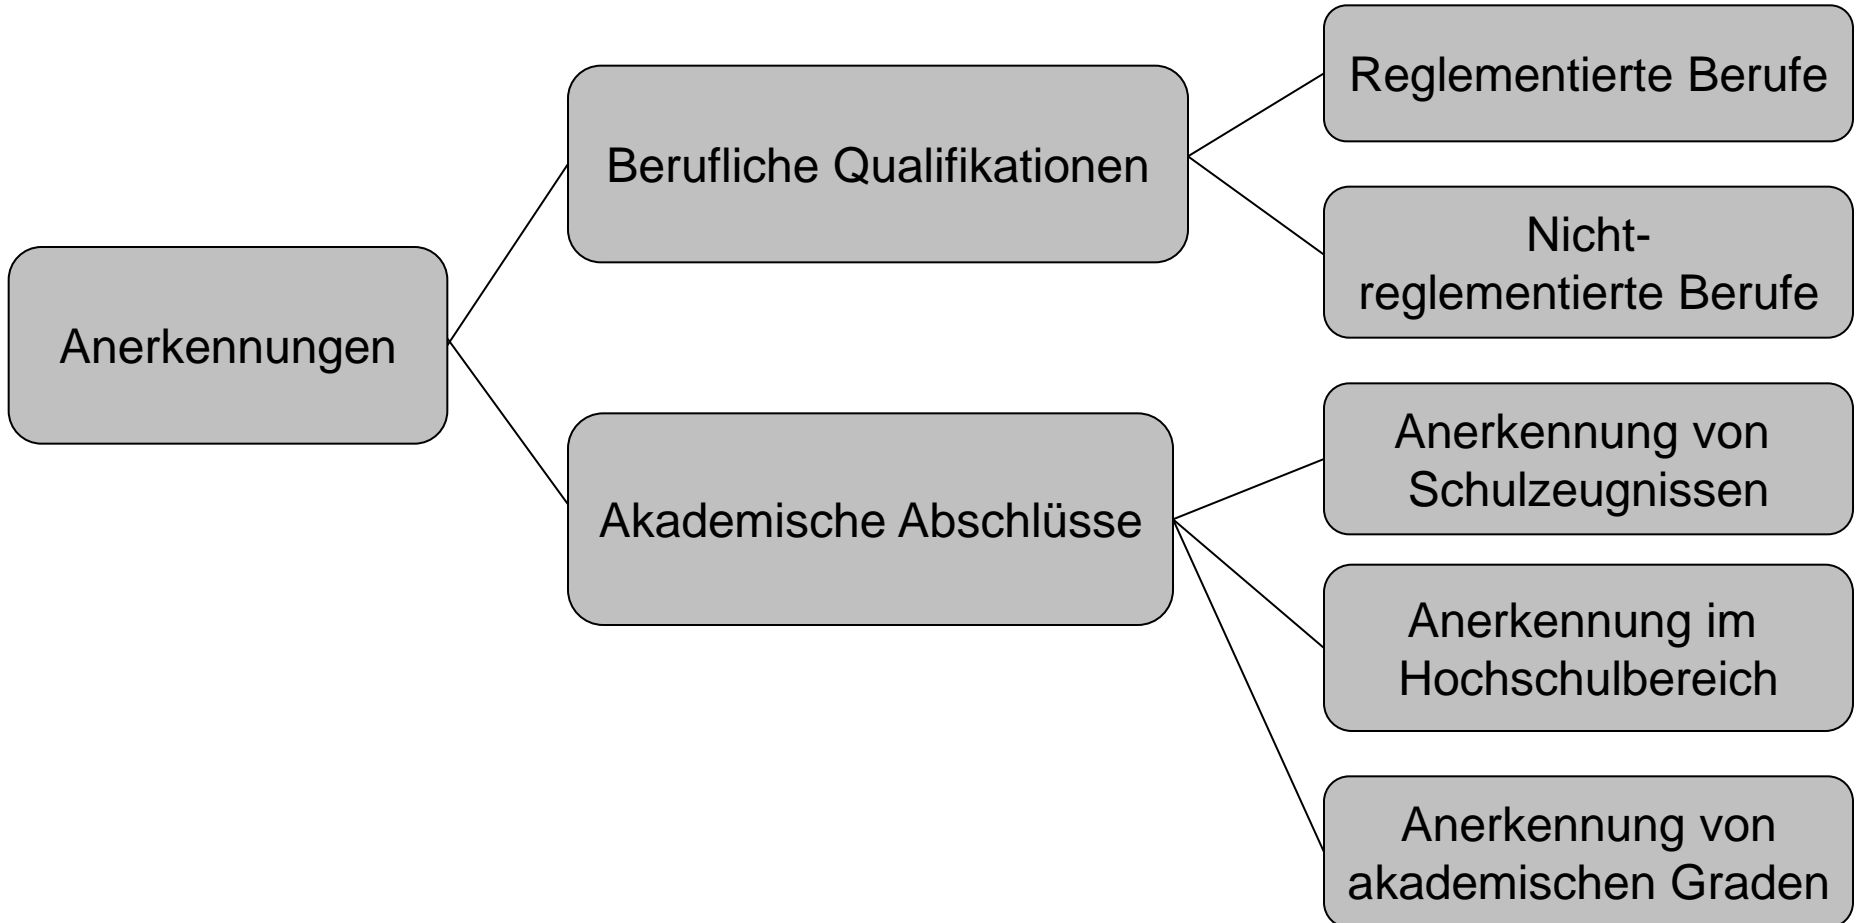 Anerkennungen
Berufliche Qualifikationen
Akademische Abschlüsse
Reglementierte Berufe
Nicht-
reglementierte Berufe
Anerkennung von
Schulzeugnissen
Anerkennung im
Hochschulbereich
Anerkennung von
akademischen Graden